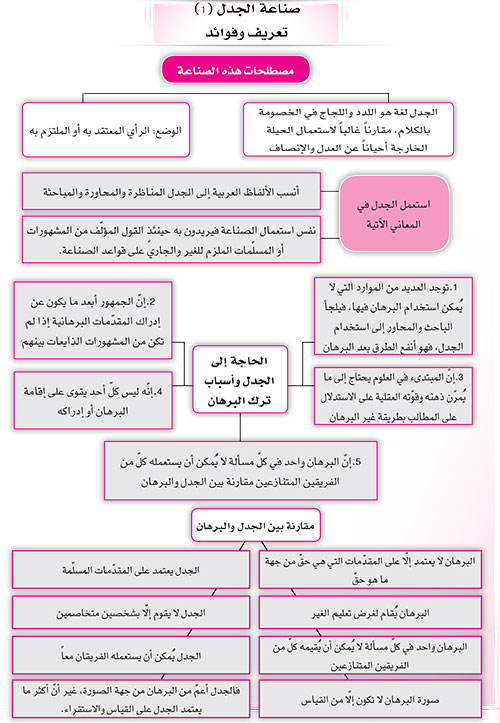 صناعة الجدل (1)
تعريف وفوائد
مصطلحات هذه الصناعة
الجدل لغة هو اللدد واللجاج في الخصومة
بالكلام، مقارناً غالباً لاستعمال الحيلة
الخارجة أحياناً عن العدل والإنصاف
الوضع: الرأي المعتقد به أو الملتزم به
استعمل الجدل في
المعاني الآتية
أنسب الألفاظ العربية إلى الجدل المناظرة والمحاورة والمباحثة
نفس استعمال الصناعة فيريدون به حينئذ القول المؤلّف من المشهورات
أو المسلّمات الملزم للغير والجاريّ على قواعد الصناعة.
1. توجد العديد من الموارد التي لا
يُمكن استخدام البرهان فيها، فيلجأ
الباحث والمحاور إلى استخدام
الجدل، فهو أنفع الطرق بعد البرهان
2. إنّ الجمهور أبعد ما يكون عن
إدراك المقدّمات البرهانية إذا لم
تكن من المشهورات الذايعات بينهم
الحاجة إلى
الجدل وأسباب
ترك البرهان
3. إنّ المبتدىء في العلوم يحتاج إلى ما
يُمرّن ذهنه وقوّته العقلية على الاستدلال
على المطالب بطريقة غير البرهان
4. إنّه ليس كلّ أحد يقوى على إقامة
البرهان أو إدراكه
5. إنّ البرهان واحد في كلّ مسألة لا يُمكن أن يستعمله كلّ من
الفريقين المتنازعين مقارنة بين الجدل والبرهان
مقارنة بين الجدل والبرهان
البرهان لا يعتمد إلّا على المقدّمات التي هي حقّ من جهة
ما هو حقّ
الجدل يعتمد على المقدّمات المسلّمة
البرهان يُقام لغرض تعليم الغير
الجدل لا يقوم إلّا بشخصين متخاصمين
البرهان واحد في كلّ مسألة لا يُمكن أن يُقيمه كلّ من
الفريقين المتنازعين
الجدل يُمكن أن يستعمله الفريقان معاً
صورة البرهان لا تكون إلّا من القياس
فالجدل أعمّ من البرهان من جهة الصورة، غير أنّ أكثر ما
يعتمد الجدل على القياس والاستقراء.